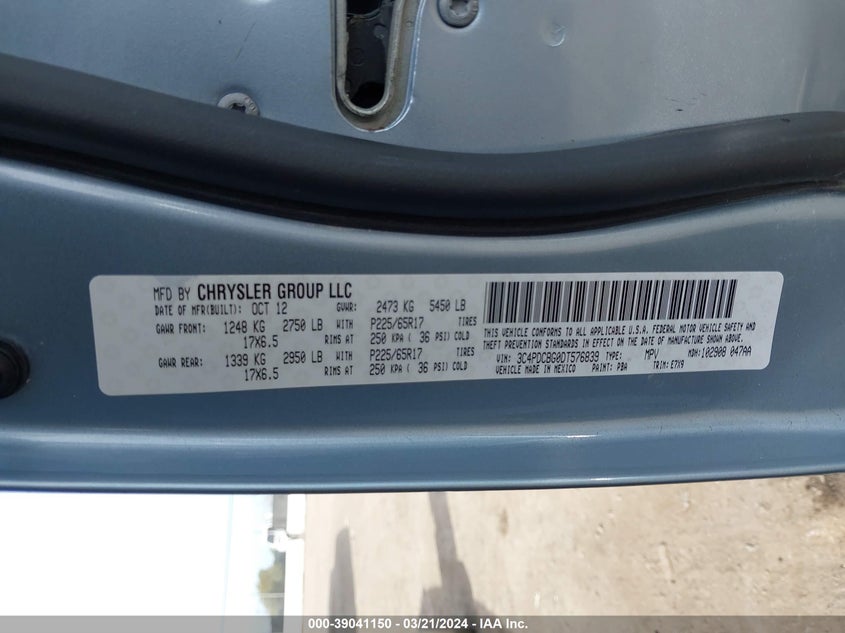 MFD BY CHRYSLER GROUP LLC
DATE OF MFR(BUILT): OCT 12 GVWR: 2473 KG 5450 LB
GAWR FRONT: 1248 KG 2750 LB WITH P225/65R17 TIRES
17X6.5 RIMS AT 250 KPA ( 36 PSI) COLD
GAWR REAR: 1339 KG 2950 LB WITH P225/65R17 TIRES
17X6.5 RIMS AT 250 KPA ( 36 PSI) COLD
THIS VEHICLE CONFORMS TO ALL APPLICABLE U.S.A. FEDERAL MOTOR VEHICLE SAFETY AND
THEFT PREVENTION STANDARDS IN EFFECT ON THE DATE OF MANUFACTURE SHOWN ABOVE.
VIN: 3C4PDCBG0DT576839 TYPE: MPV MDH: 102908 047AA
VEHICLE MADE IN MEXICO PAINT: PBA TRIM: E7X9
000-39041150 - 03/21/2024 - IAA Inc.